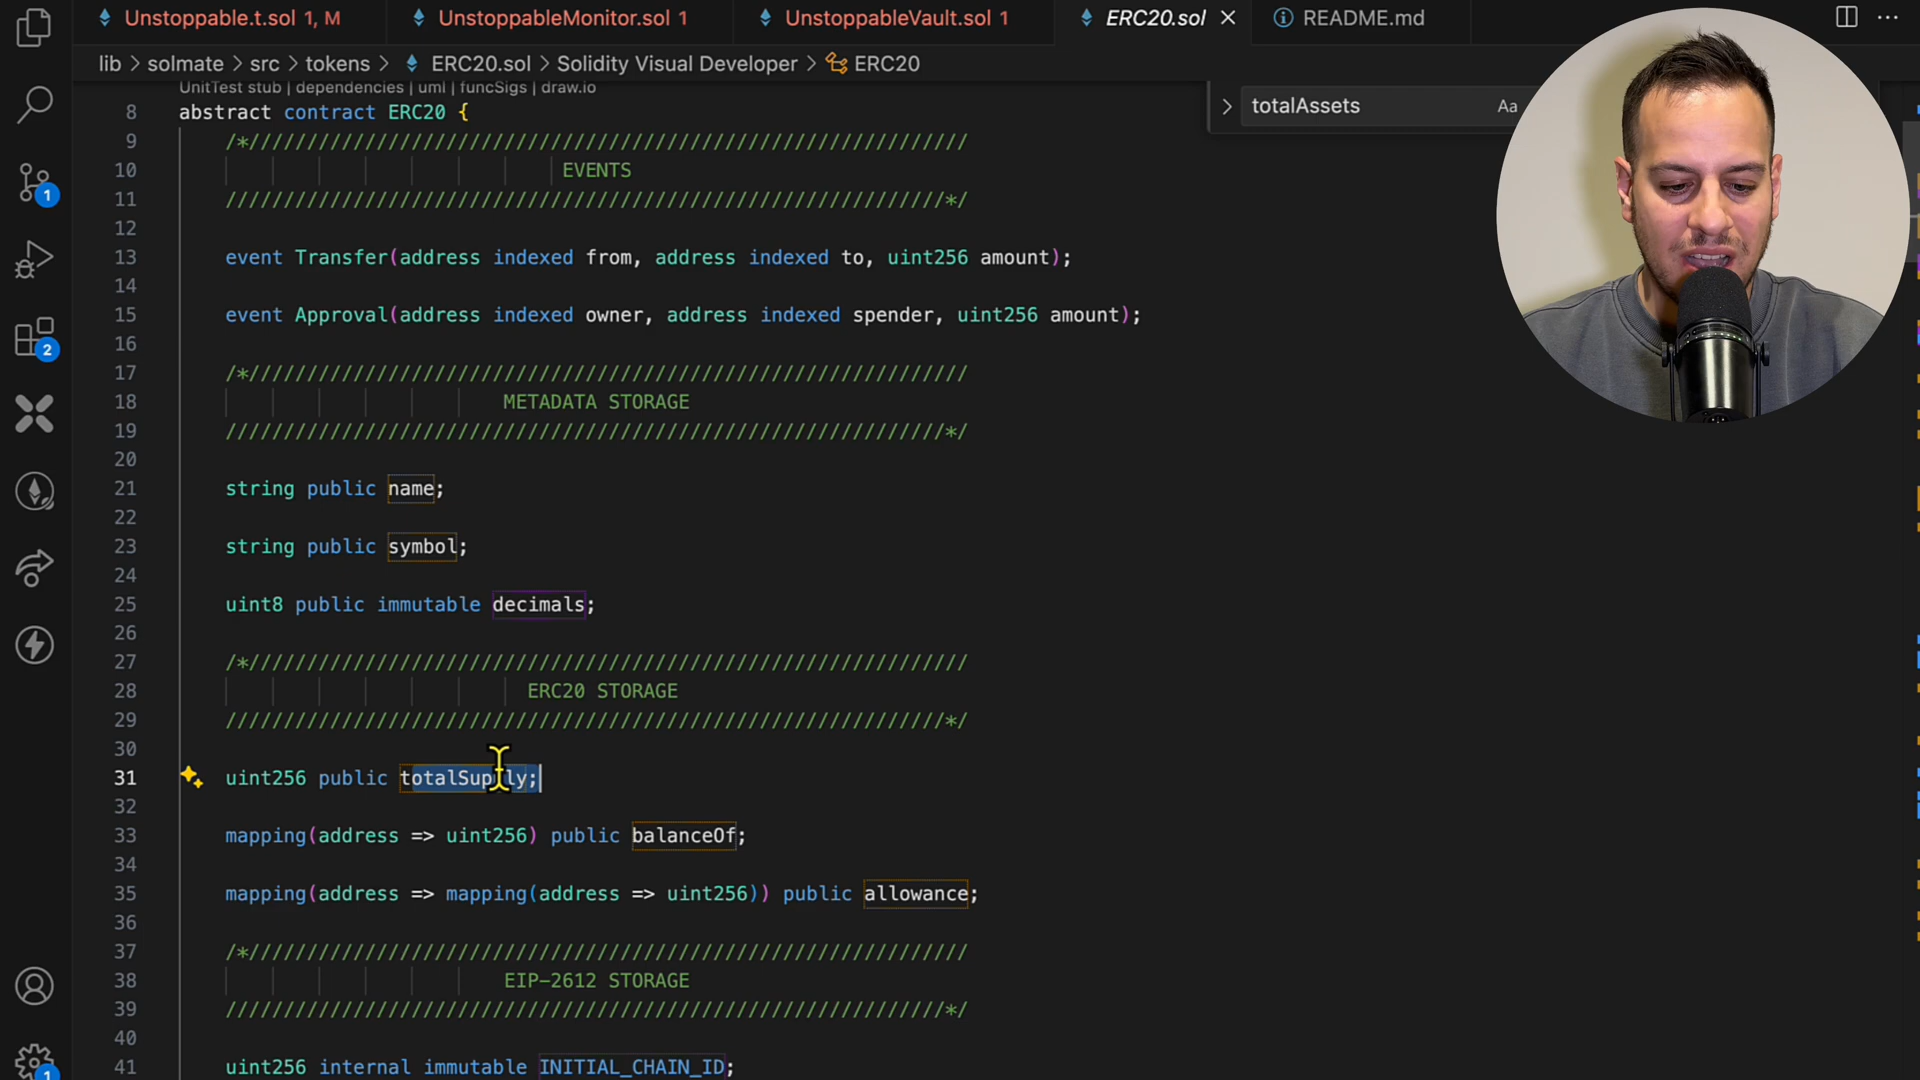 Unstoppable.t.sol 1, M
UnstoppableMonitor.sol 1
UnstoppableVault.sol 1
ERC20.sol
README.md
lib > solmate > src > tokens > ERC20.sol > Solidity Visual Developer > ERC20
totalAssets
Aa
UnitTest stub | dependencies | uml | funcSigs | draw.io
8 abstract contract ERC20 {
9 /*//////////////////////////////////////////////////////////////
10 EVENTS
11 //////////////////////////////////////////////////////////////*/
12
13 event Transfer(address indexed from, address indexed to, uint256 amount);
14
15 event Approval(address indexed owner, address indexed spender, uint256 amount);
16
17 /*//////////////////////////////////////////////////////////////
18 METADATA STORAGE
19 //////////////////////////////////////////////////////////////*/
20
21 string public name;
22
23 string public symbol;
24
25 uint8 public immutable decimals;
26
27 /*//////////////////////////////////////////////////////////////
28 ERC20 STORAGE
29 //////////////////////////////////////////////////////////////*/
30
31 uint256 public totalSupply;
32
33 mapping(address => uint256) public balanceOf;
34
35 mapping(address => mapping(address => uint256)) public allowance;
36
37 /*//////////////////////////////////////////////////////////////
38 EIP-2612 STORAGE
39 //////////////////////////////////////////////////////////////*/
40
41 uint256 internal immutable INITIAL_CHAIN_ID;
1
2
1